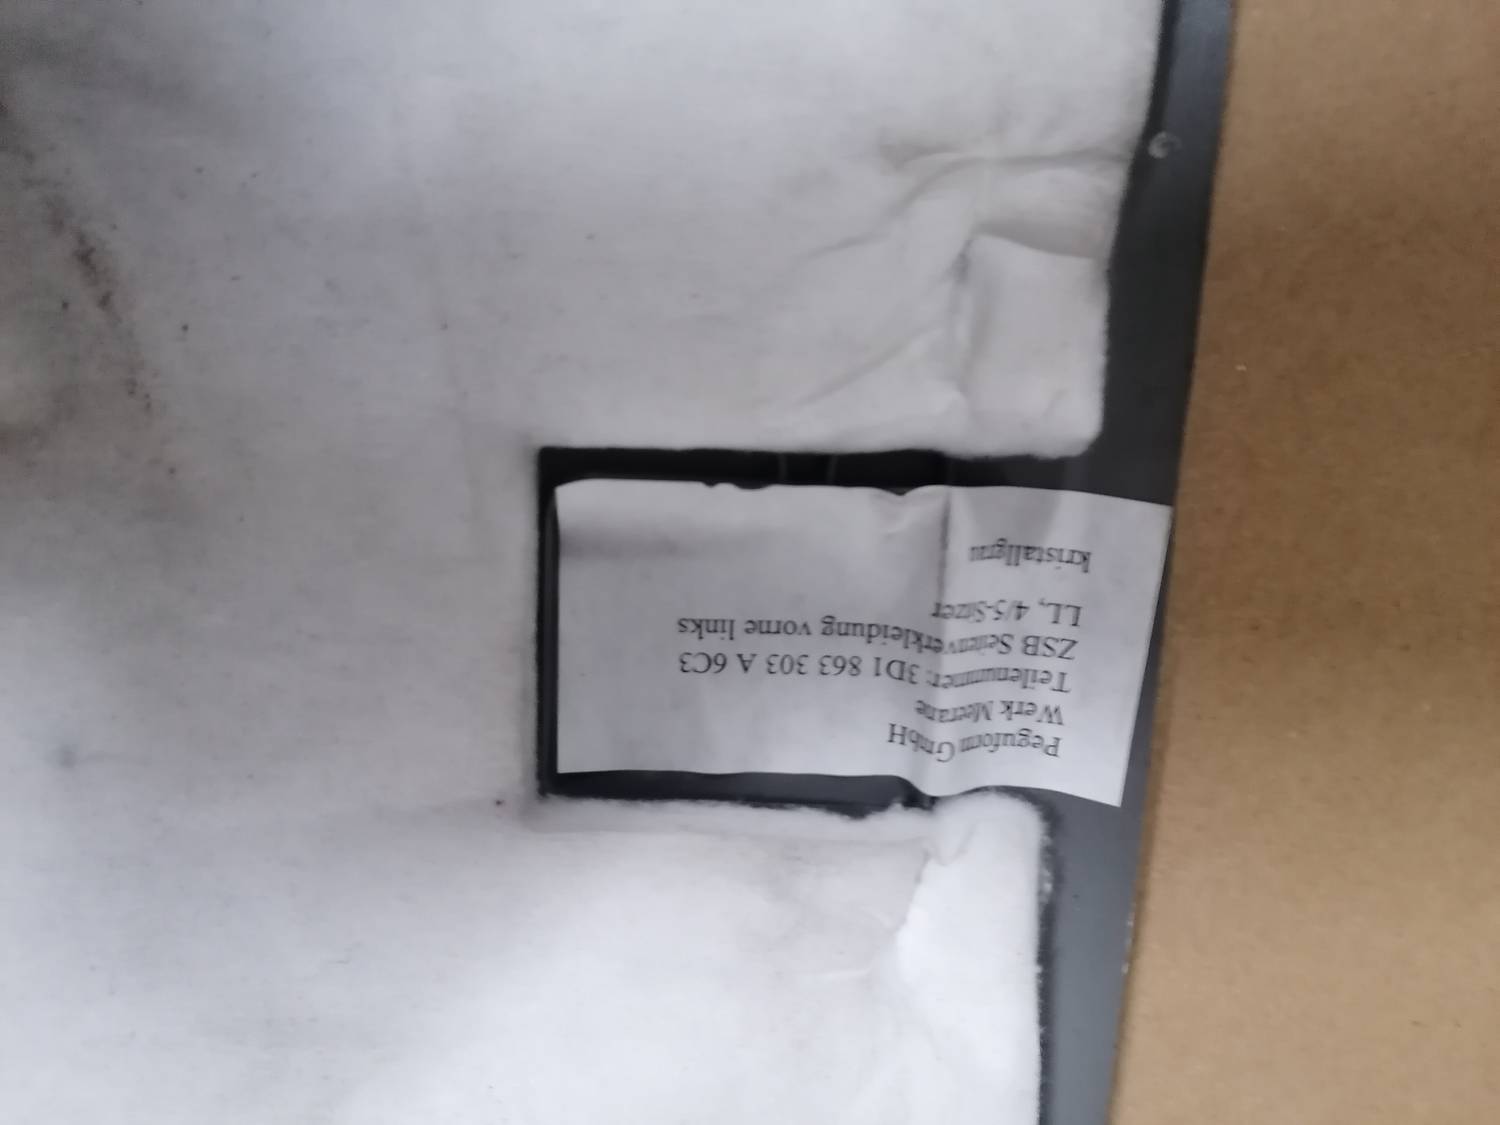 Peguform GmbH
Werk Meerane
Teilenummer: 3D1 863 303 A 6C3
ZSB Seitenverkleidung vorne links
LL, 4/5-Sitzer
kristallgrau